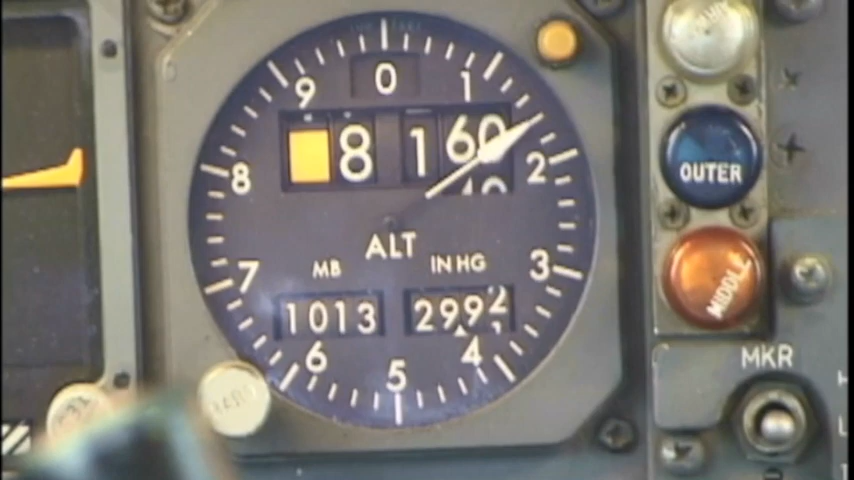 0
9 1
8 1 60
40
8 2
OUTER
ALT
MB IN HG
7 3
1013 2992
MIDDLE
6 4
5
MKR